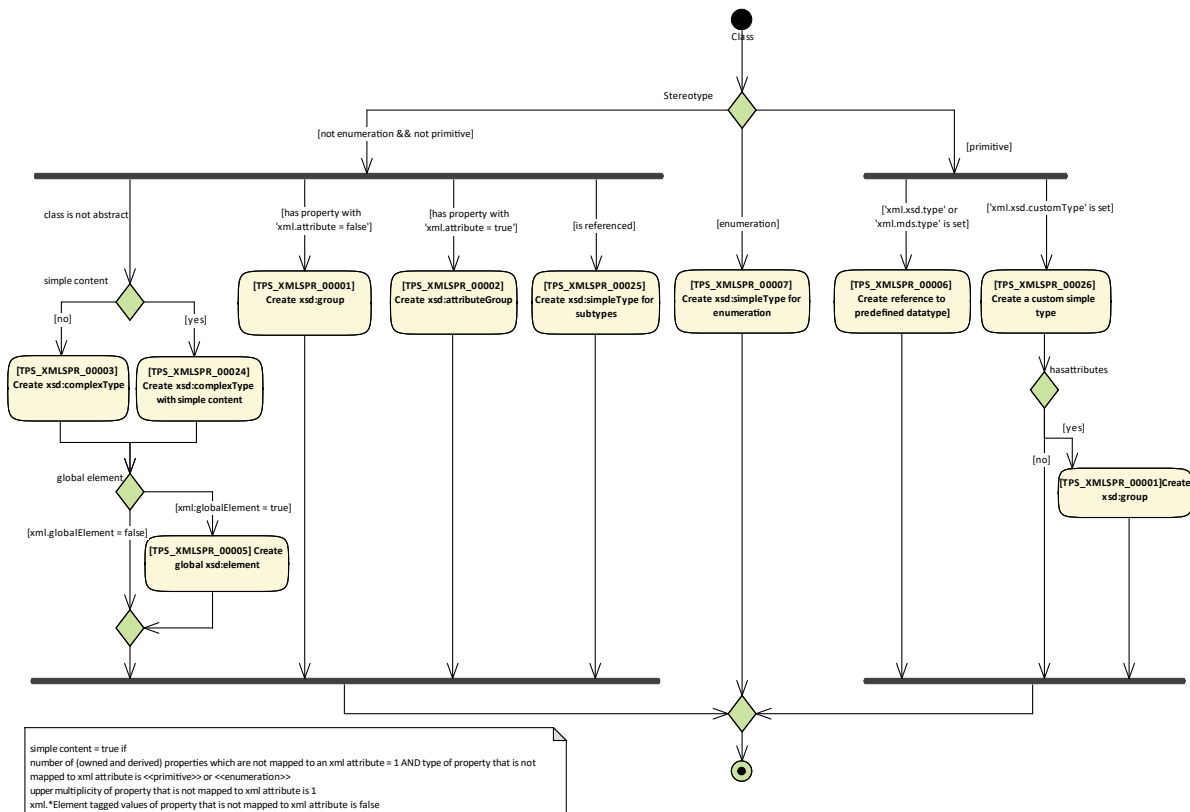 Class
Stereotype
[not enumeration && not primitive]
[primitive]
class is not abstract
[has property with
'xml.attribute = false']
[has property with
'xml.attribute = true']
[is referenced]
[enumeration]
['xml.xsd.type' or
'xml.mds.type' is set]
['xml.xsd.customType' is set]
simple content
[no]
[yes]
[TPS_XMLSPR_00001]
Create xsd:group
[TPS_XMLSPR_00002]
Create xsd:attributeGroup
[TPS_XMLSPR_00025]
Create xsd:simpleType for
subtypes
[TPS_XMLSPR_00007]
Create xsd:simpleType for
enumeration
[TPS_XMLSPR_00006]
Create reference to
predefined datatype]
[TPS_XMLSPR_00026]
Create a custom simple
type
[TPS_XMLSPR_00003]
Create xsd:complexType
[TPS_XMLSPR_00024]
Create xsd:complexType
with simple content
hasattributes
[yes]
[no]
[TPS_XMLSPR_00001]Create
xsd:group
global element
[xml:globalElement = true]
[xml.globalElement = false]
[TPS_XMLSPR_00005] Create
global xsd:element
simple content = true if
number of (owned and derived) properties which are not mapped to an xml attribute = 1 AND type of property that is not
mapped to xml attribute is <<primitive>> or <<enumeration>>
upper multiplicity of property that is not mapped to xml attribute is 1
xml.*Element tagged values of property that is not mapped to xml attribute is false